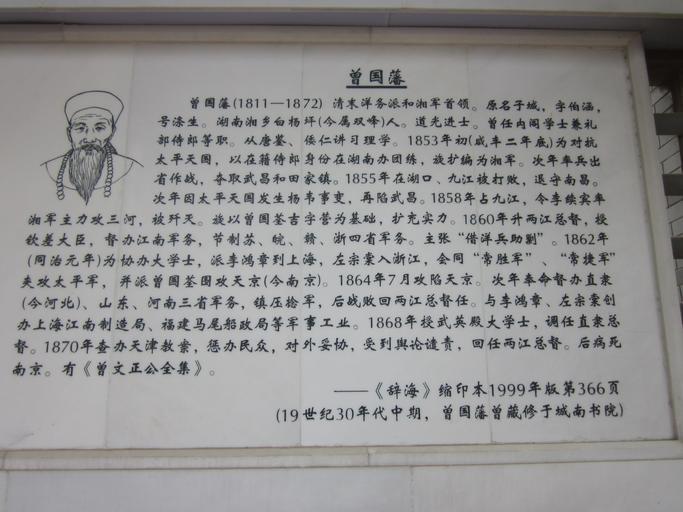 曾国藩
曾国藩(1811—1872) 清末洋务派和湘军首领。原名子城，字伯涵，
号涤生。湖南湘乡白杨坪(今属双峰)人。道光进士。曾任内阁学士兼礼
部侍郎等职。从唐鉴、倭仁讲习理学。1853年初(咸丰二年底)为对抗
太平天国，以在籍侍郎身份在湖南办团练，旋扩编为湘军。次年率兵出
省作战，夺取武昌和田家镇。1855年在湖口、九江被打败，退守南昌。
次年因太平天国发生杨韦事变，再陷武昌。1858年占九江，令李续宾率
湘军主力攻三河，被歼灭。旋以曾国荃吉字营为基础，扩充实力。1860年升两江总督，授
钦差大臣，督办江南军务，节制苏、皖、赣、浙四省军务。主张“借洋兵助剿”。1862年
(同治元年)为协办大学士，派李鸿章到上海，左宗棠入浙江，会同“常胜军”、“常捷军”
夹攻太平军，并派曾国荃围攻天京(今南京)。1864年7月攻陷天京。次年奉命督办直隶
(今河北)、山东、河南三省军务，镇压捻军，后战败回两江总督任。与李鸿章、左宗棠创
办上海江南制造局、福建马尾船政局等军事工业。1868年授武英殿大学士，调任直隶总
督。1870年查办天津教案，惩办民众，对外妥协，受到舆论谴责，回任两江总督。后病死
南京。有《曾文正公全集》。
——《辞海》缩印本1999年版第366页
(19世纪30年代中期，曾国藩曾藏修于城南书院)